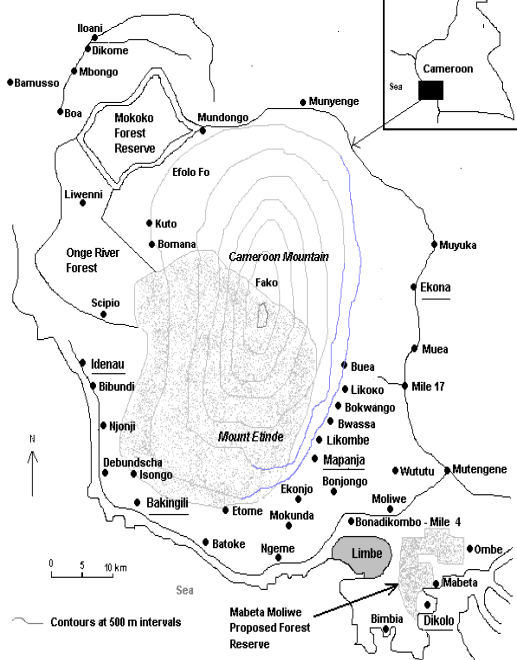 Iloani
Dikome
Mbongo
Bamusso
Boa
Mokoko
Forest
Reserve
Mundongo
Munyenge
Sea
Cameroon
Efolo Fo
Liwenni
Kuto
Bomana
Onge River
Forest
Cameroon Mountain
Fako
Muyuka
Ekona
Scipio
Muea
Idenau
Bibundi
Buea
Likoko
Mile 17
Bokwango
Njonji
Bwassa
Mount Etinde
Likombe
N
Debundscha
Isongo
Mapanja
Wututu
Mutengene
Bonjongo
Ekonjo
Bakingili
Etome
Moliwe
Mokunda
Bonadikombo - Mile 4
Batoke
Ngeme
Limbe
Ombe
0 5 10 km
Mabeta
Sea
Mabeta Moliwe
Proposed Forest
Reserve
Bimbia
Dikolo
Contours at 500 m intervals